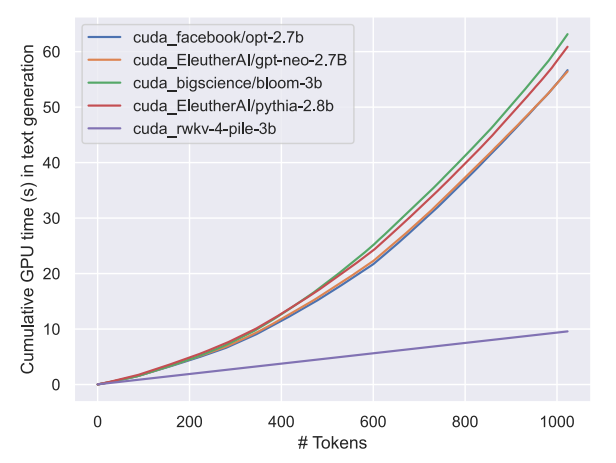 Cumulative GPU time (s) in text generation
60
50
40
30
20
10
0
cuda_facebook/opt-2.7b
cuda_EleutherAI/gpt-neo-2.7B
cuda_bigscience/bloom-3b
cuda_EleutherAI/pythia-2.8b
cuda_rwkv-4-pile-3b
0 200 400 600 800 1000
# Tokens